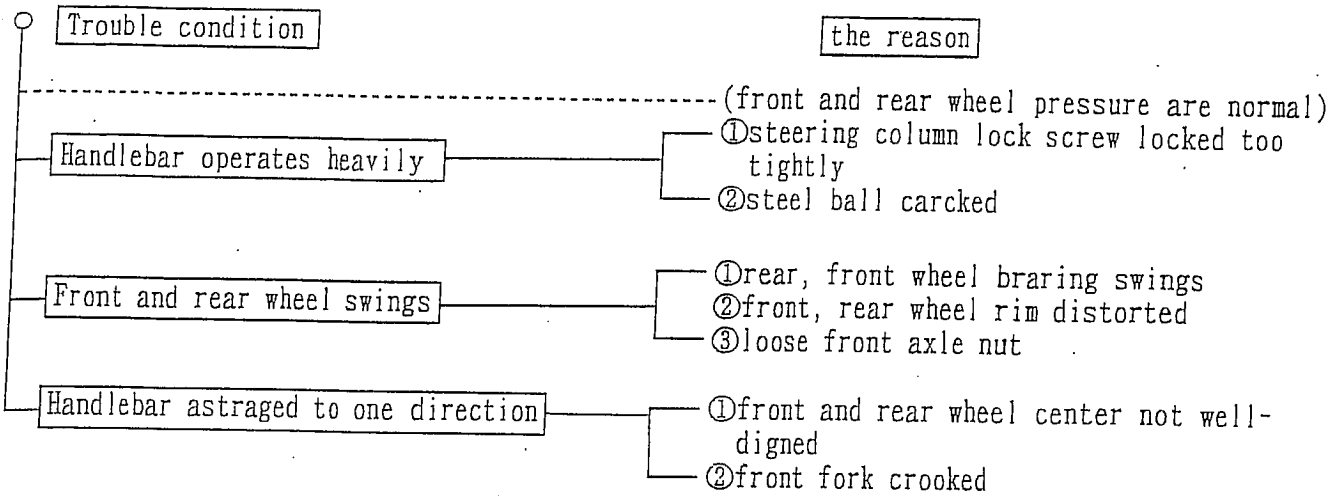 Trouble condition
the reason
(front and rear wheel pressure are normal)
Handlebar operates heavily
①steering column lock screw locked too
tightly
②steel ball carcked
Front and rear wheel swings
①rear, front wheel braring swings
②front, rear wheel rim distorted
③loose front axle nut
Handlebar astraged to one direction
①front and rear wheel center not well-
digned
②front fork crooked